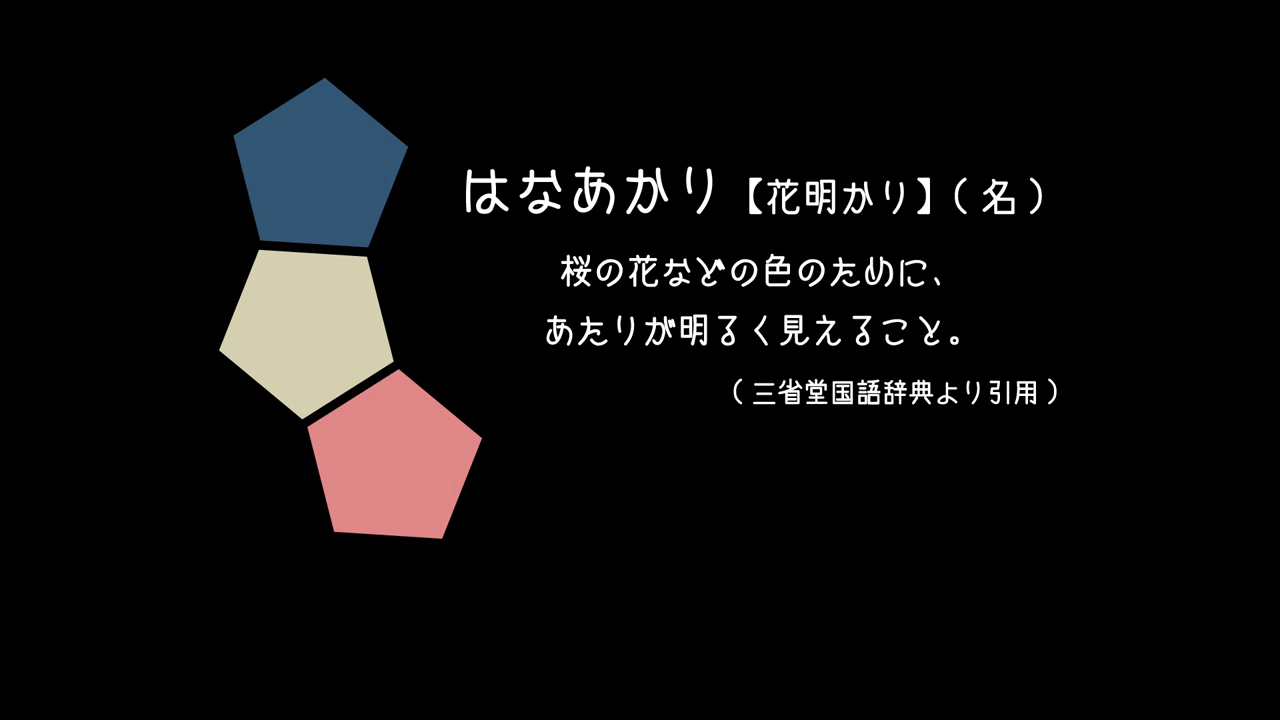 はなあかり【花明かり】(名)
桜の花などの色のために、
あたりが明るく見えること。
(三省堂国語辞典より引用)